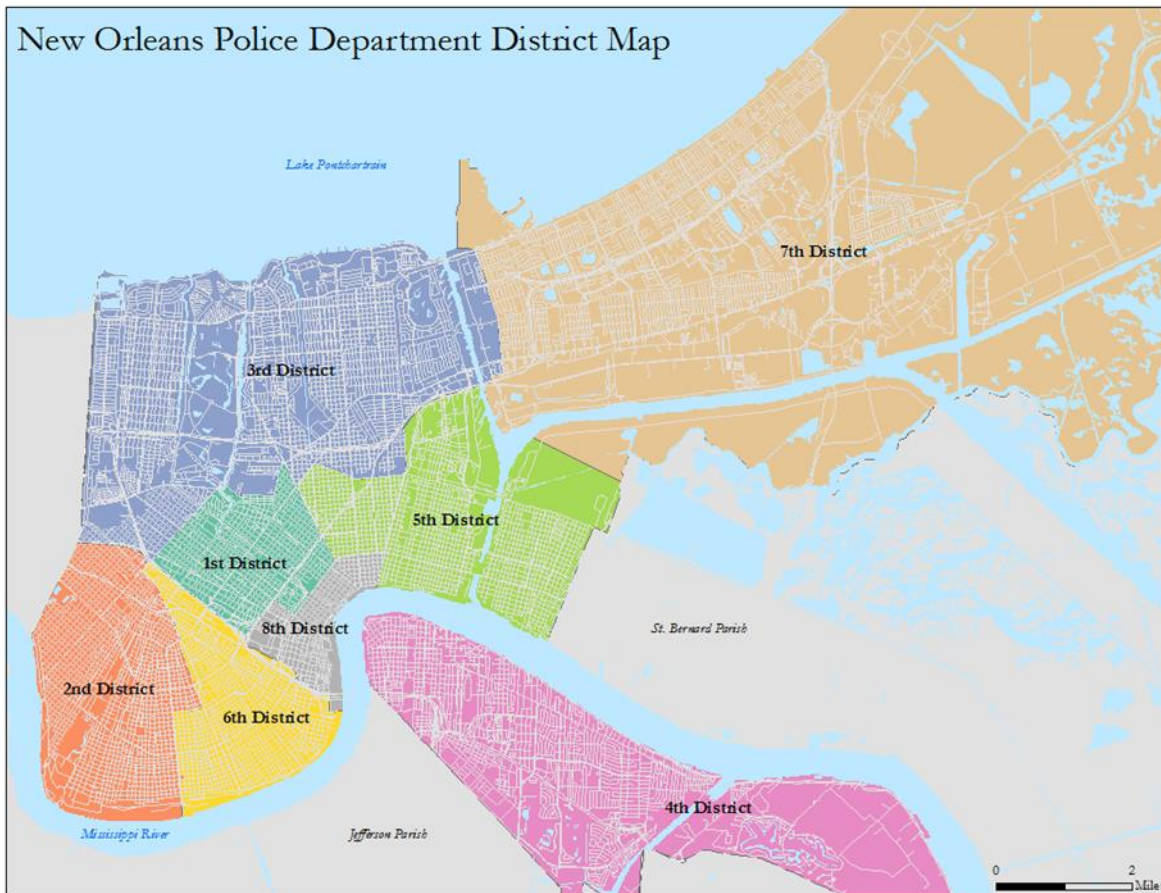 New Orleans Police Department District Map
Lake Pontchartrain
7th District
3rd District
5th District
1st District
8th District
St. Bernard Parish
2nd District
6th District
4th District
Mississippi River
Jefferson Parish
0 2
Mile